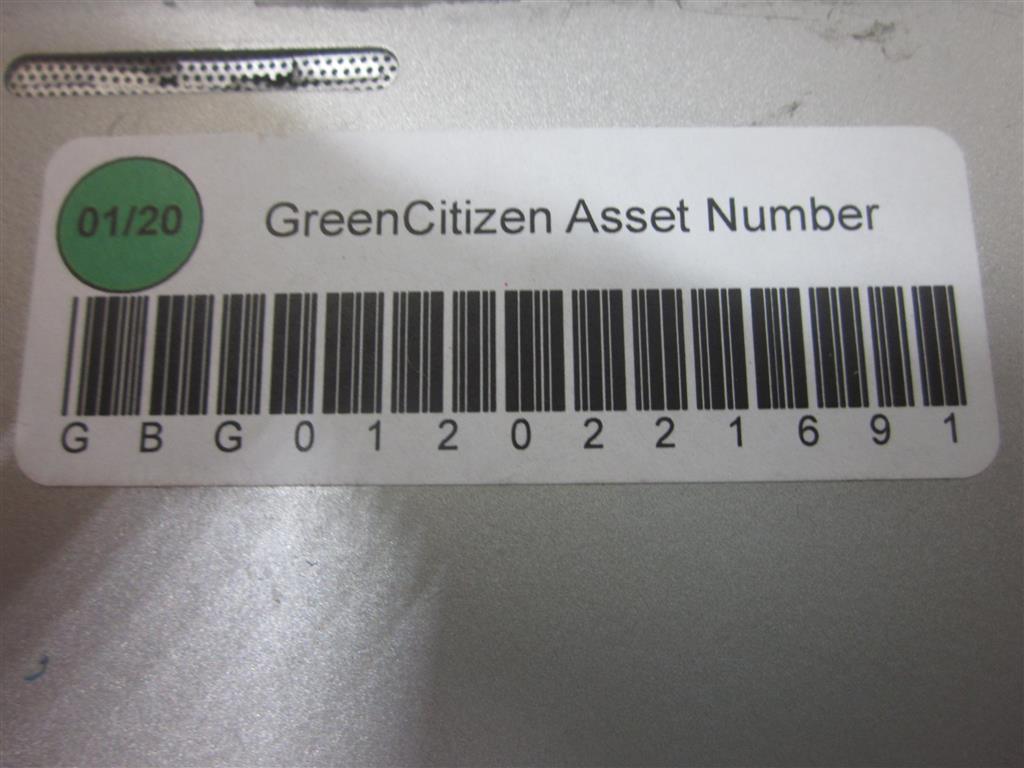 01/20
GreenCitizen Asset Number
G B G 0 1 2 0 2 2 1 6 9 1